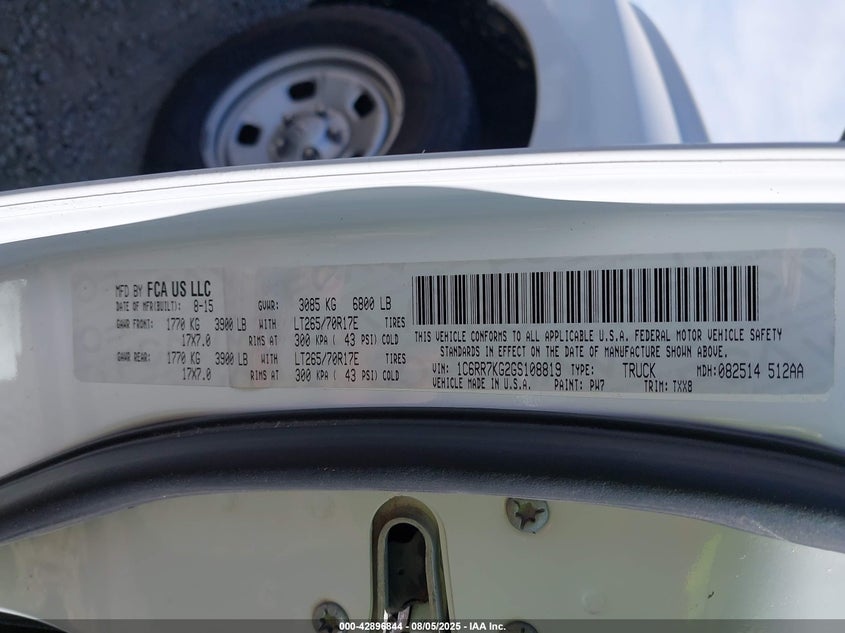 MFD BY FCA US LLC
DATE OF MFR(BUILT): 8-15 GVWR: 3085 KG 6800 LB
GAWR FRONT: 1770 KG 3900 LB WITH LT265/70R17E TIRES
17X7.0 RIMS AT 300 KPA ( 43 PSI) COLD
GAWR REAR: 1770 KG 3900 LB WITH LT265/70R17E TIRES
17X7.0 RIMS AT 300 KPA ( 43 PSI) COLD
THIS VEHICLE CONFORMS TO ALL APPLICABLE U.S.A. FEDERAL MOTOR VEHICLE SAFETY
STANDARDS IN EFFECT ON THE DATE OF MANUFACTURE SHOWN ABOVE.
VIN: 1C6RR7KG2GS108819 TYPE: TRUCK MDH:082514 512AA
VEHICLE MADE IN U.S.A. PAINT: PW7 TRIM: TXX8
000-42896844 - 08/05/2025 - IAA Inc.